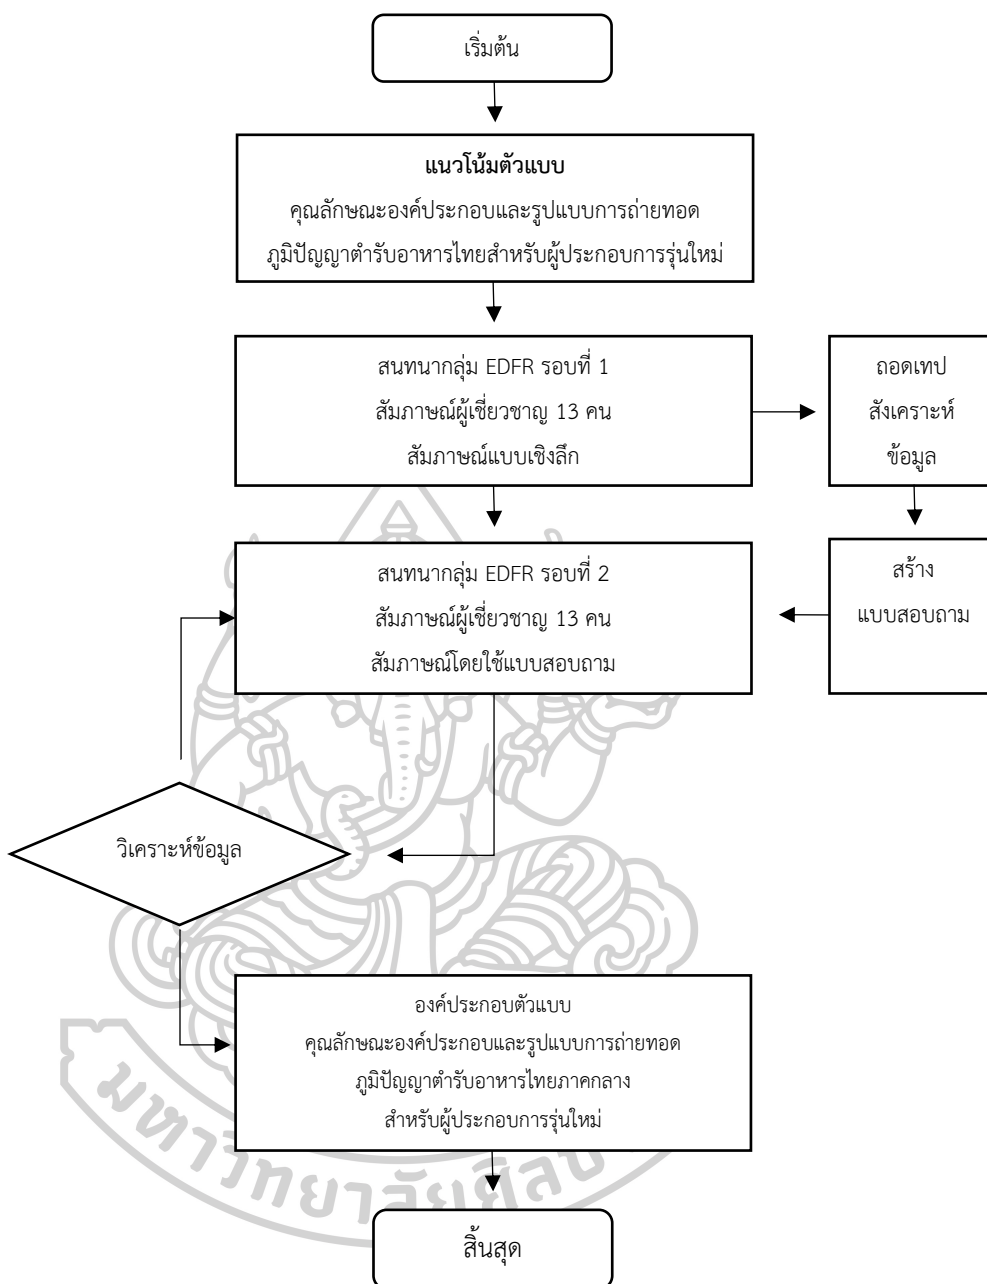 เริ่มต้น
แนวโน้มตัวแบบ
คุณลักษณะองค์ประกอบและรูปแบบการถ่ายทอด
ภูมิปัญญาตำรับอาหารไทยสำหรับผู้ประกอบการรุ่นใหม่
สนทนากลุ่ม EDFR รอบที่ 1
สัมภาษณ์ผู้เชี่ยวชาญ 13 คน
สัมภาษณ์แบบเชิงลึก
ถอดเทป
สังเคราะห์
ข้อมูล
สนทนากลุ่ม EDFR รอบที่ 2
สัมภาษณ์ผู้เชี่ยวชาญ 13 คน
สัมภาษณ์โดยใช้แบบสอบถาม
สร้าง
แบบสอบถาม
วิเคราะห์ข้อมูล
องค์ประกอบตัวแบบ
คุณลักษณะองค์ประกอบและรูปแบบการถ่ายทอด
ภูมิปัญญาตำรับอาหารไทยภาคกลาง
สำหรับผู้ประกอบการรุ่นใหม่
สิ้นสุด